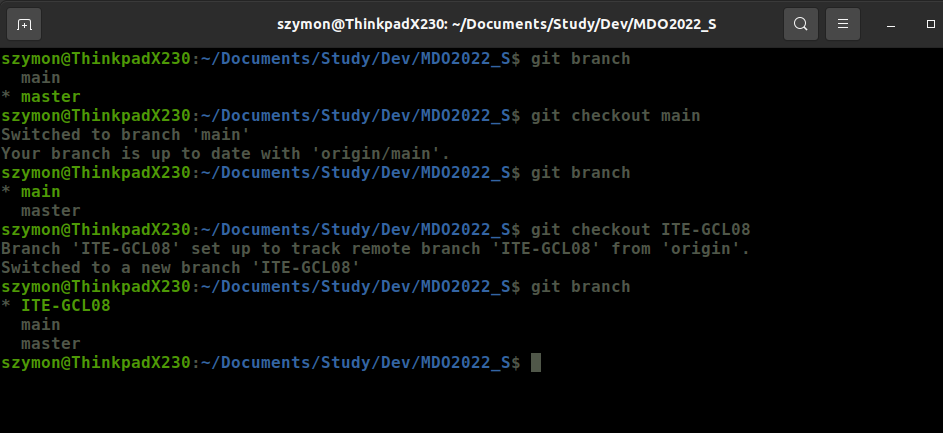 szymon@ThinkpadX230: ~/Documents/Study/Dev/MDO2022_S
szymon@ThinkpadX230:~/Documents/Study/Dev/MDO2022_S$ git branch
  main
* master
szymon@ThinkpadX230:~/Documents/Study/Dev/MDO2022_S$ git checkout main
Switched to branch 'main'
Your branch is up to date with 'origin/main'.
szymon@ThinkpadX230:~/Documents/Study/Dev/MDO2022_S$ git branch
* main
  master
szymon@ThinkpadX230:~/Documents/Study/Dev/MDO2022_S$ git checkout ITE-GCL08
Branch 'ITE-GCL08' set up to track remote branch 'ITE-GCL08' from 'origin'.
Switched to a new branch 'ITE-GCL08'
szymon@ThinkpadX230:~/Documents/Study/Dev/MDO2022_S$ git branch
* ITE-GCL08
  main
  master
szymon@ThinkpadX230:~/Documents/Study/Dev/MDO2022_S$